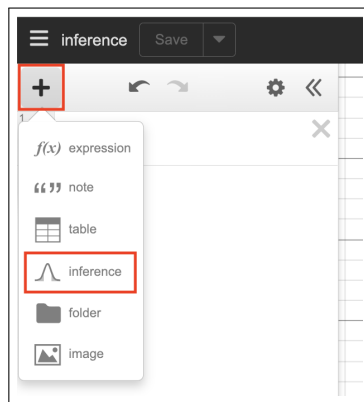 inference Save
+
1
f(x) expression
“ ” note
table
inference
folder
image